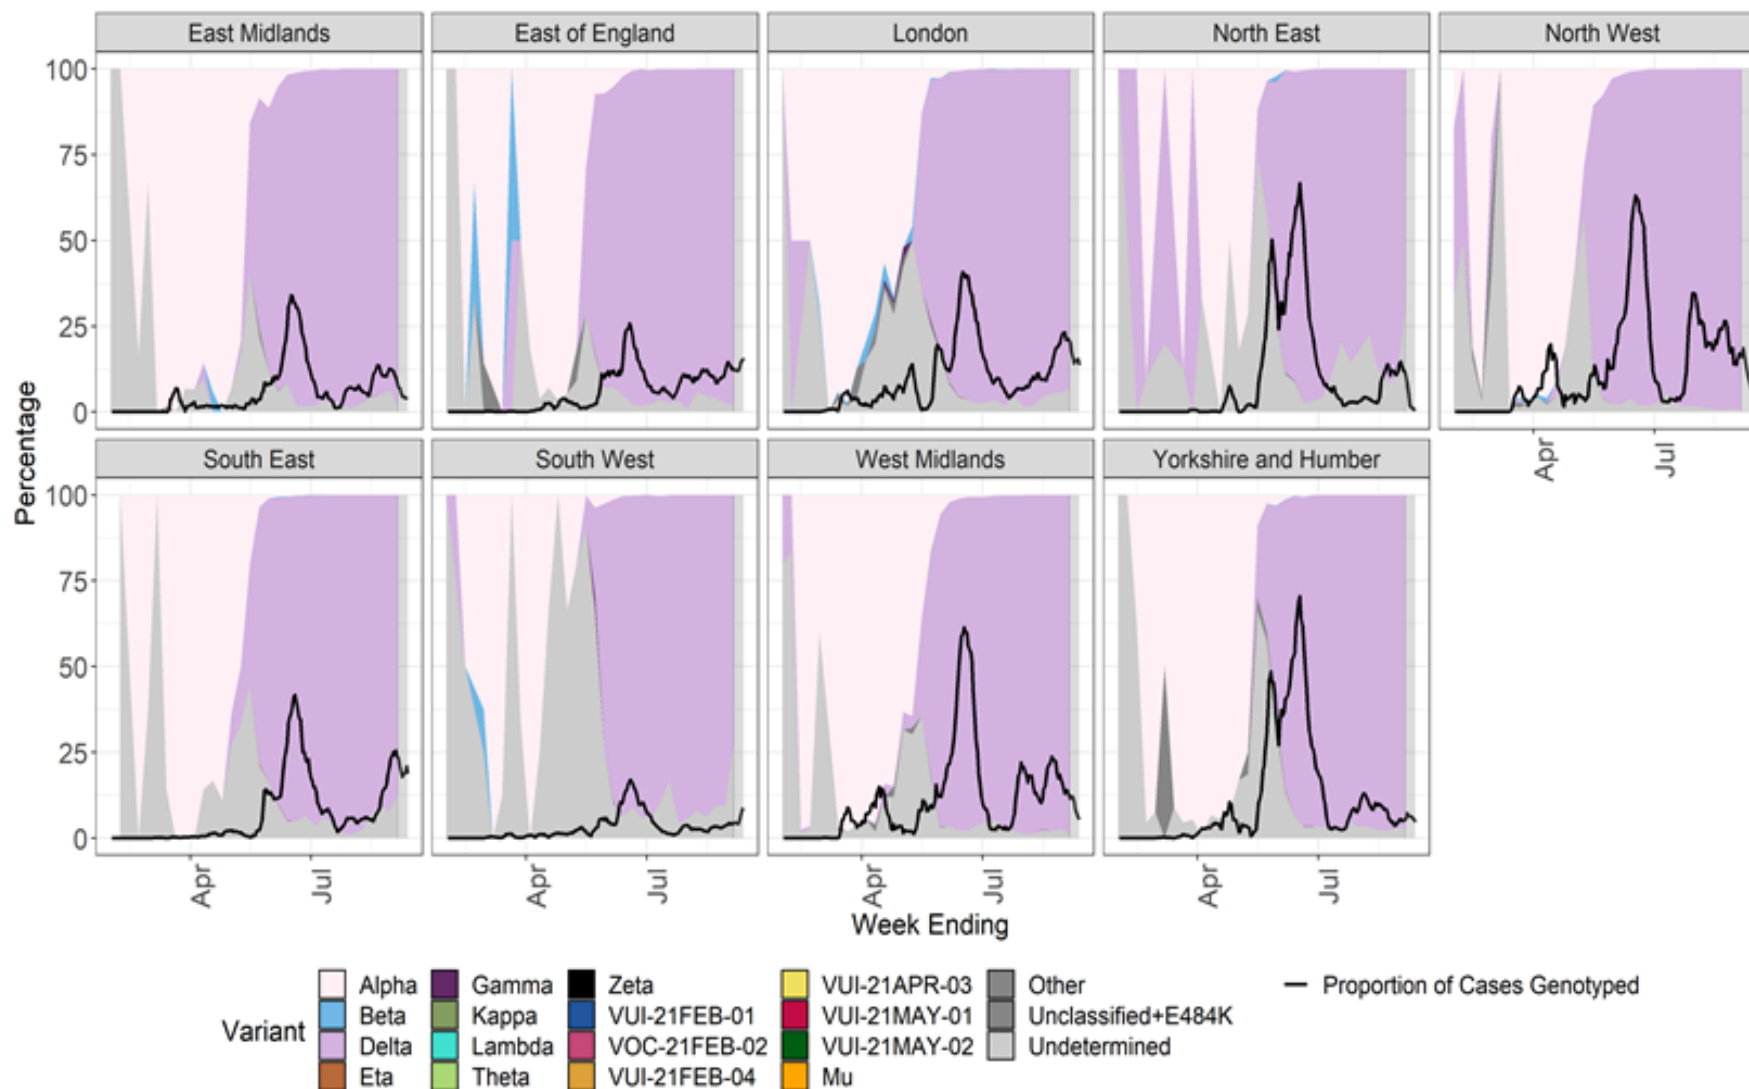 East Midlands
East of England
London
North East
North West
100
75
50
25
0
Apr
Jul
South East
South West
West Midlands
Yorkshire and Humber
100
75
50
25
0
Percentage
Apr
Jul
Apr
Jul
Apr
Jul
Apr
Jul
Week Ending
Variant
Alpha
Beta
Delta
Eta
Gamma
Kappa
Lambda
Theta
Zeta
VUI-21FEB-01
VOC-21FEB-02
VUI-21FEB-04
VUI-21APR-03
VUI-21MAY-01
VUI-21MAY-02
Mu
Other
Unclassified+E484K
Undetermined
Proportion of Cases Genotyped